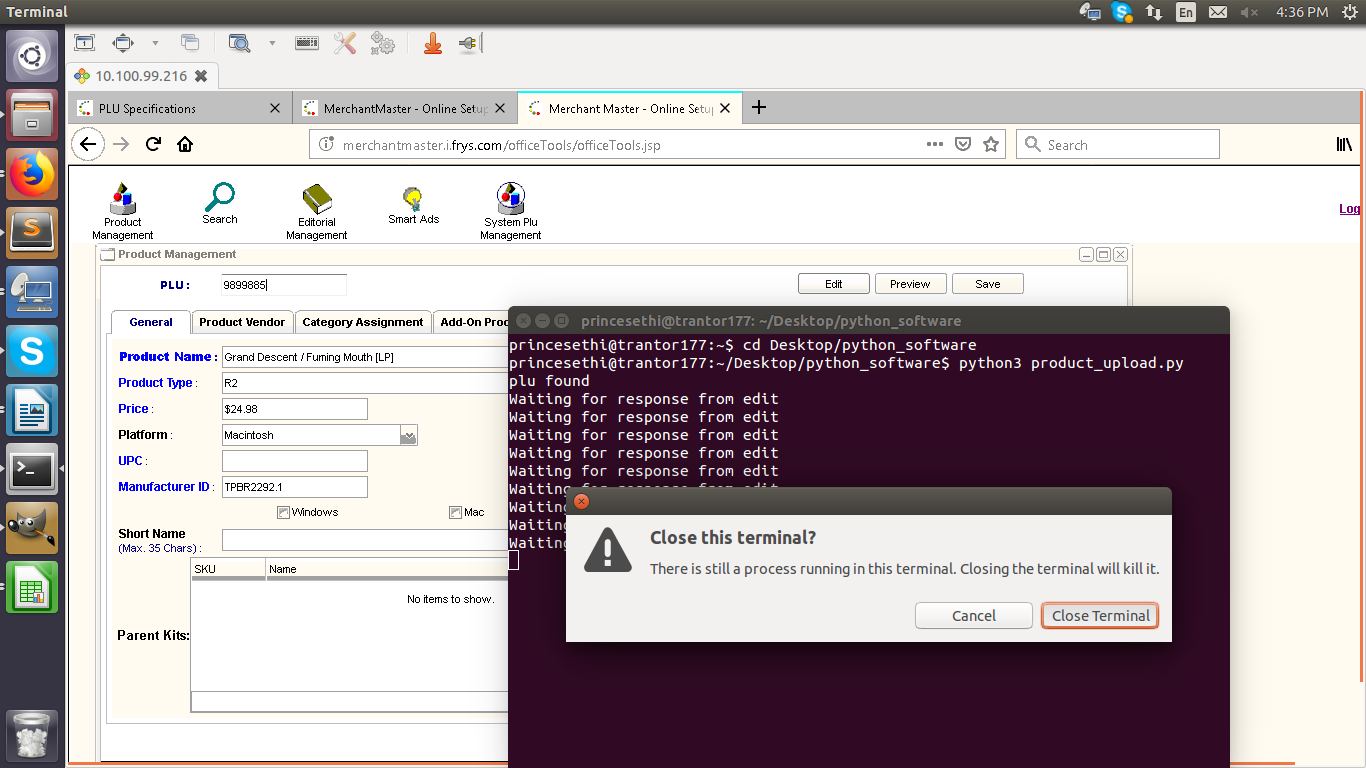 Terminal
En
4:36 PM
10.100.99.216
PLU Specifications
MerchantMaster - Online Setup
Merchant Master - Online Setup
merchantmaster.i.frys.com/officeTools/officeTools.jsp
Search
Product
Management
Search
Editorial
Management
Smart Ads
System Plu
Management
Log
Product Management
PLU :
9899885
Edit
Preview
Save
General
Product Vendor
Category Assignment
Add-On Proc
Product Name :
Grand Descent / Fuming Mouth [LP]
Product Type :
R2
Price :
$24.98
Platform :
Macintosh
UPC :
Manufacturer ID :
TPBR2292.1
Windows
Mac
Short Name
(Max. 35 Chars) :
SKU
Name
No items to show.
Parent Kits:
princesethi@trantor177: ~/Desktop/python_software
princesethi@trantor177:~$ cd Desktop/python_software
princesethi@trantor177:~/Desktop/python_software$ python3 product_upload.py
plu found
Waiting for response from edit
Waiting for response from edit
Waiting for response from edit
Waiting for response from edit
Waiting for response from edit
Waiting for response from edit
Waiting
Waiting
Waiting
Close this terminal?
There is still a process running in this terminal. Closing the terminal will kill it.
Cancel
Close Terminal